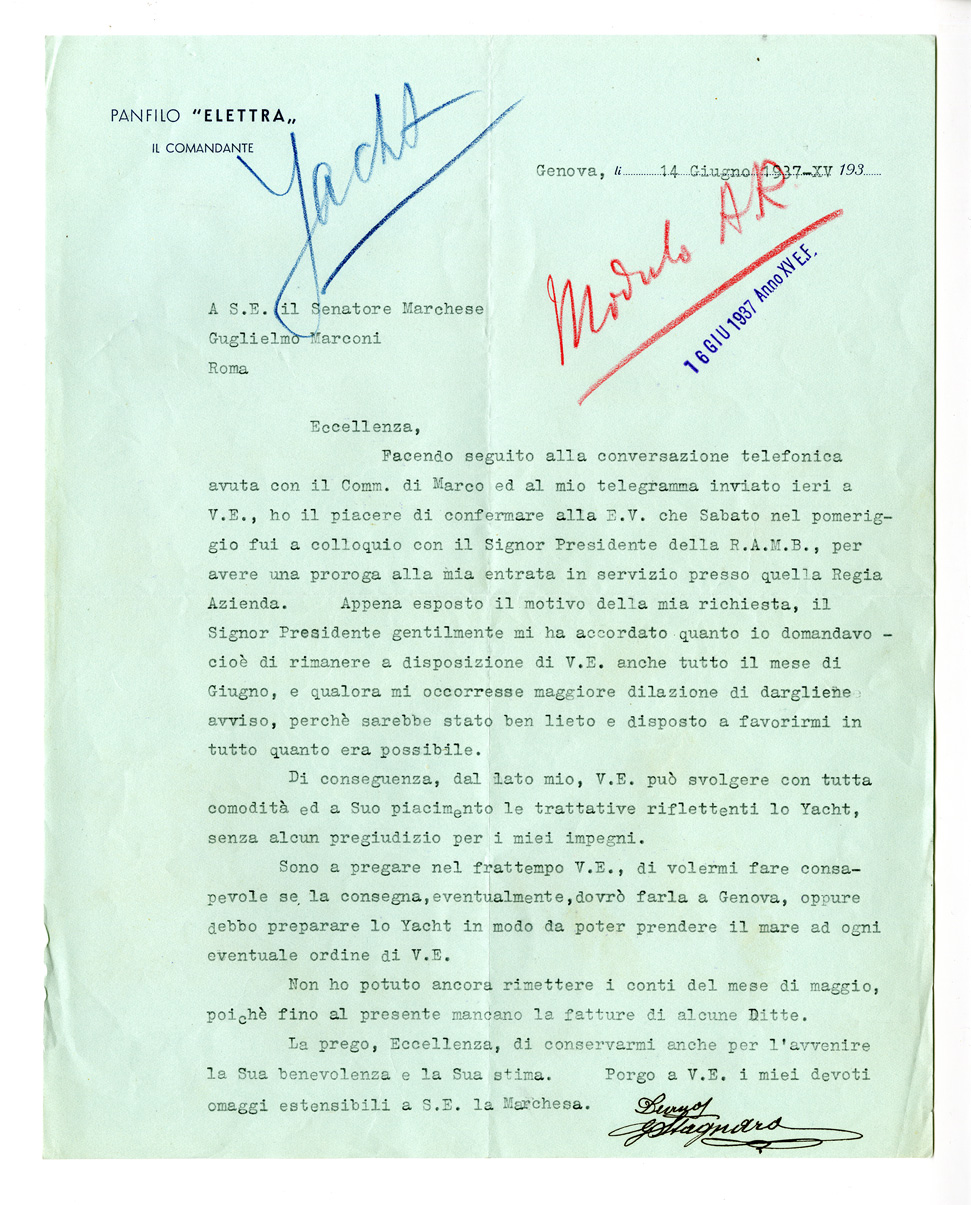 PANFILO "ELETTRA„
IL COMANDANTE
Yacht
Genova, li 14 Giugno 1937-XV 193
Modulo A.R.
16 GIU 1937 Anno XV E.F.
A S.E. il Senatore Marchese
Guglielmo Marconi
Roma
Eccellenza,
Facendo seguito alla conversazione telefonica
avuta con il Comm. di Marco ed al mio telegramma inviato ieri a
V.E., ho il piacere di confermare alla E.V. che Sabato nel pomerig-
gio fui a colloquio con il Signor Presidente della R.A.M.B., per
avere una proroga alla mia entrata in servizio presso quella Regia
Azienda. Appena esposto il motivo della mia richiesta, il
Signor Presidente gentilmente mi ha accordato quanto io domandavo -
cioè di rimanere a disposizione di V.E. anche tutto il mese di
Giugno, e qualora mi occorresse maggiore dilazione di dargliene
avviso, perchè sarebbe stato ben lieto e disposto a favorirmi in
tutto quanto era possibile.
Di conseguenza, dal lato mio, V.E. può svolgere con tutta
comodità ed a Suo piacimento le trattative riflettenti lo Yacht,
senza alcun pregiudizio per i miei impegni.
Sono a pregare nel frattempo V.E., di volermi fare consa-
pevole se la consegna,eventualmente,dovrò farla a Genova, oppure
debbo preparare lo Yacht in modo da poter prendere il mare ad ogni
eventuale ordine di V.E.
Non ho potuto ancora rimettere i conti del mese di maggio,
poichè fino al presente mancano la fatture di alcune Ditte.
La prego, Eccellenza, di conservarmi anche per l'avvenire
la Sua benevolenza e la Sua stima. Porgo a V.E. i miei devoti
omaggi estensibili a S.E. la Marchesa.
GStagnaro